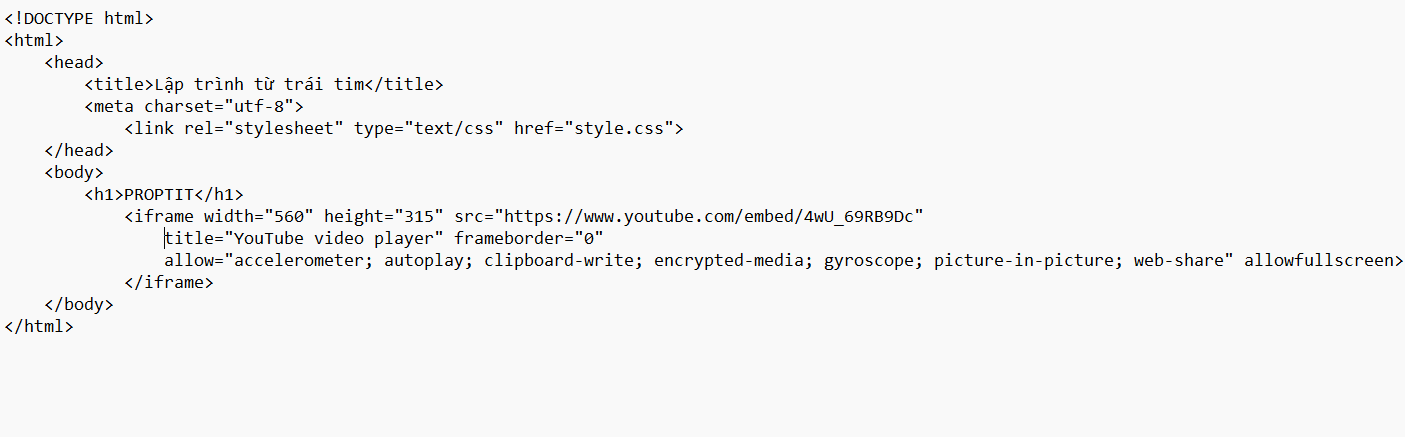 <!DOCTYPE html>
<html>
    <head>
        <title>Lập trình từ trái tim</title>
        <meta charset="utf-8">
            <link rel="stylesheet" type="text/css" href="style.css">
    </head>
    <body>
        <h1>PROPTIT</h1>
            <iframe width="560" height="315" src="https://www.youtube.com/embed/4wU_69RB9Dc"
                title="YouTube video player" frameborder="0"
                allow="accelerometer; autoplay; clipboard-write; encrypted-media; gyroscope; picture-in-picture; web-share" allowfullscreen>
            </iframe>
    </body>
</html>